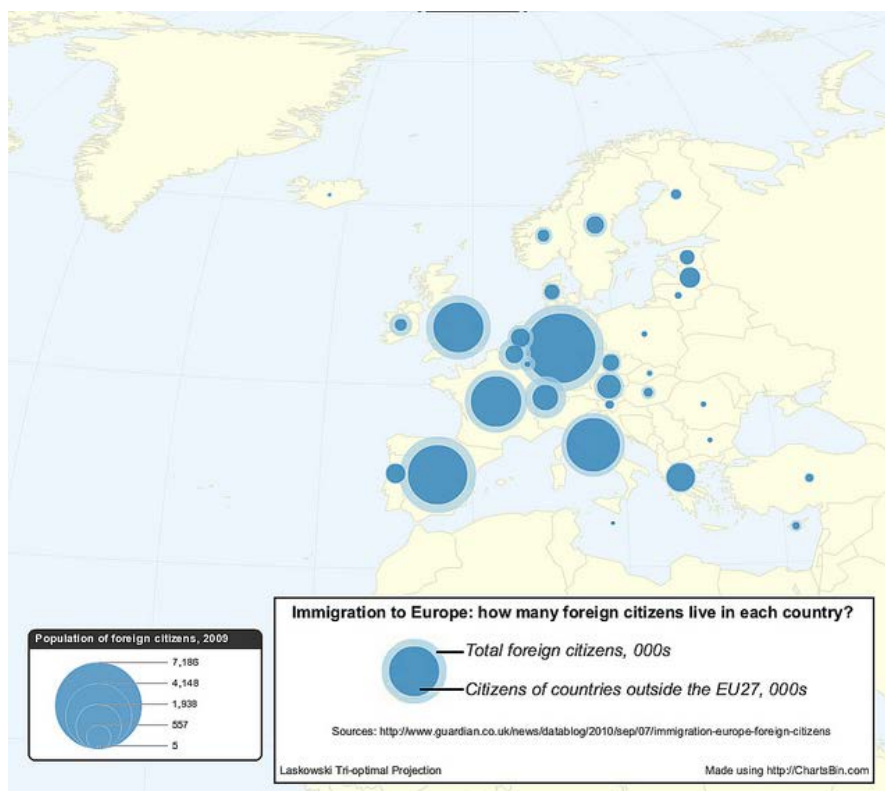 Population of foreign citizens, 2009
7,186
4,148
1,938
557
5
Immigration to Europe: how many foreign citizens live in each country?
Total foreign citizens, 000s
Citizens of countries outside the EU27, 000s
Sources: http://www.guardian.co.uk/news/datablog/2010/sep/07/immigration-europe-foreign-citizens
Laskowski Tri-optimal Projection
Made using http://ChartsBin.com